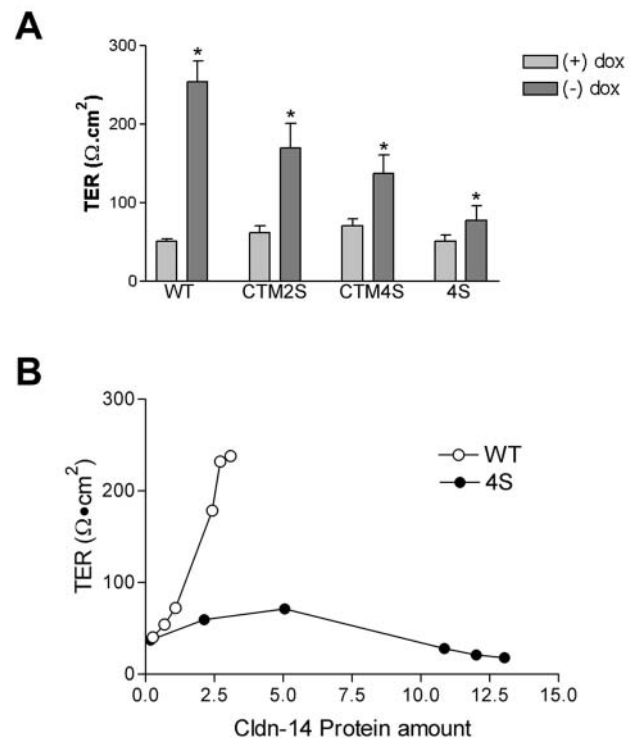 A
300
200
100
0
TER (Ω.cm²)
* * * *
WT CTM2S CTM4S 4S
(+) dox
(-) dox
B
300
200
100
0
TER (Ω•cm²)
WT
4S
0.0 2.5 5.0 7.5 10.0 12.5 15.0
Cldn-14 Protein amount